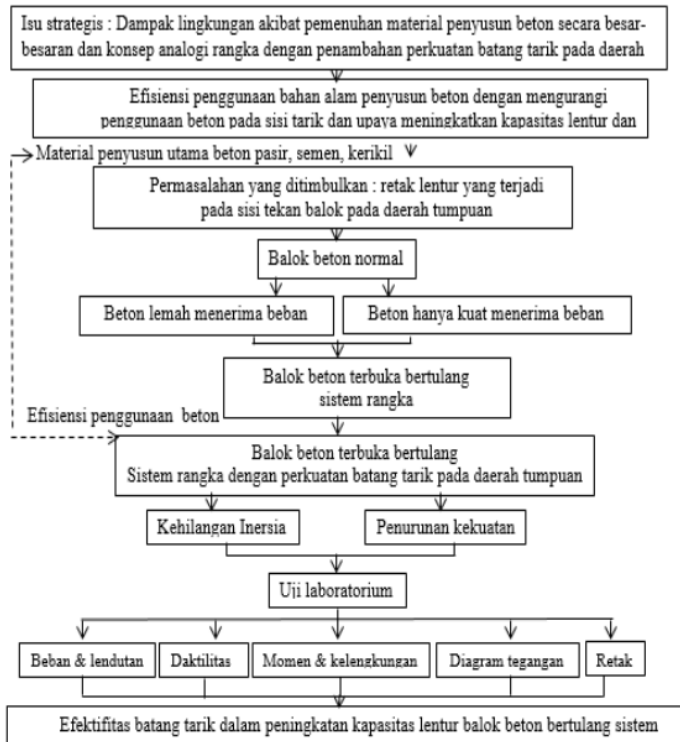 Isu strategis : Dampak lingkungan akibat pemenuhan material penyusun beton secara besar-
besaran dan konsep analogi rangka dengan penambahan perkuatan batang tarik pada daerah
Efisiensi penggunaan bahan alam penyusun beton dengan mengurangi
penggunaan beton pada sisi tarik dan upaya meningkatkan kapasitas lentur dan
Material penyusun utama beton pasir, semen, kerikil
Permasalahan yang ditimbulkan : retak lentur yang terjadi
pada sisi tekan balok pada daerah tumpuan
Balok beton normal
Beton lemah menerima beban
Beton hanya kuat menerima beban
Balok beton terbuka bertulang
sistem rangka
Efisiensi penggunaan beton
Balok beton terbuka bertulang
Sistem rangka dengan perkuatan batang tarik pada daerah tumpuan
Kehilangan Inersia
Penurunan kekuatan
Uji laboratorium
Beban & lendutan
Daktilitas
Momen & kelengkungan
Diagram tegangan
Retak
Efektifitas batang tarik dalam peningkatan kapasitas lentur balok beton bertulang sistem